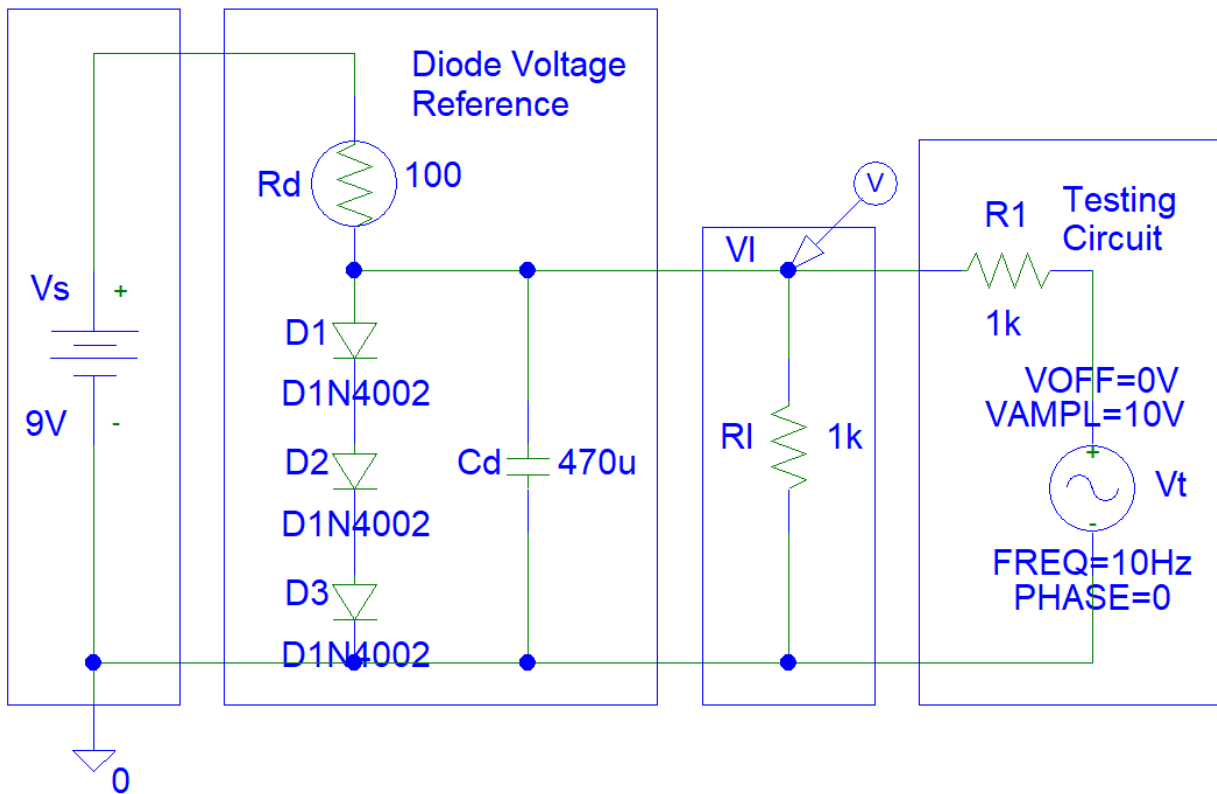 Diode Voltage
Reference
Rd
100
Vs
+
9V
-
D1
D1N4002
D2
D1N4002
D3
D1N4002
Cd
470u
V
Vl
Rl
1k
Testing
Circuit
R1
1k
VOFF=0V
VAMPL=10V
+
Vt
-
FREQ=10Hz
PHASE=0
0